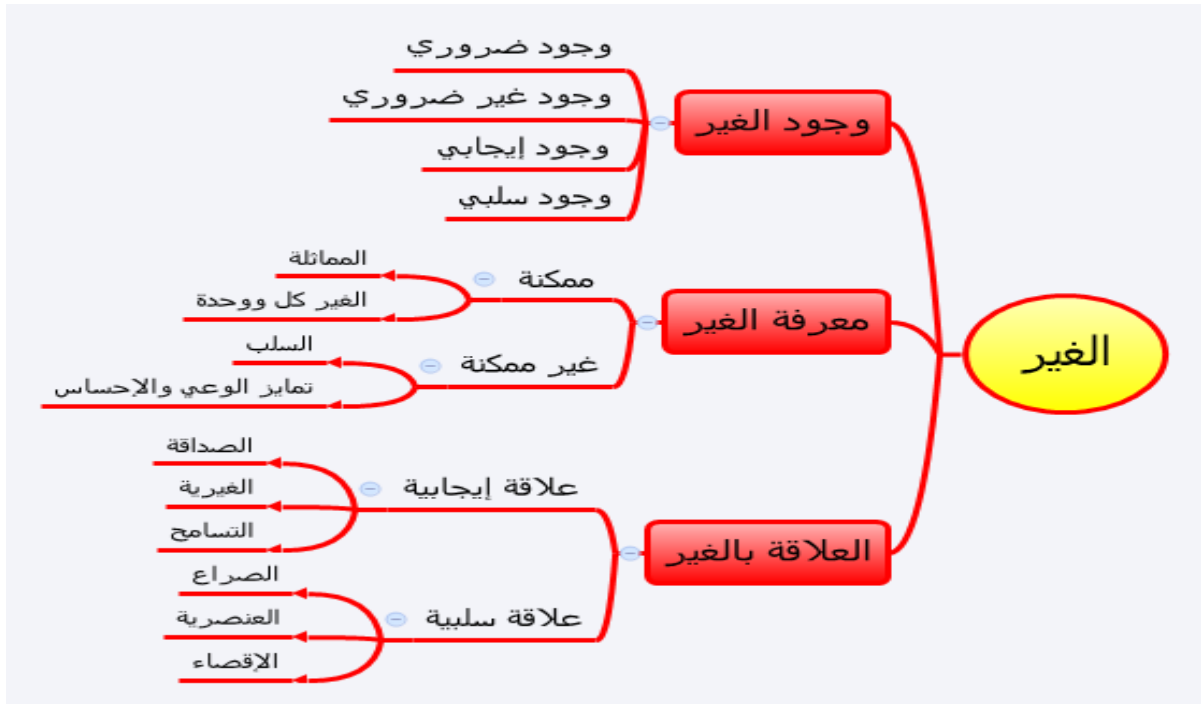 الغير
وجود الغير
وجود ضروري
وجود غير ضروري
وجود إيجابي
وجود سلبي
معرفة الغير
ممكنة
المماثلة
الغير كل ووحدة
غير ممكنة
السلب
تمايز الوعي والإحساس
العلاقة بالغير
علاقة إيجابية
الصداقة
الغيرية
التسامح
علاقة سلبية
الصراع
العنصرية
الإقصاء